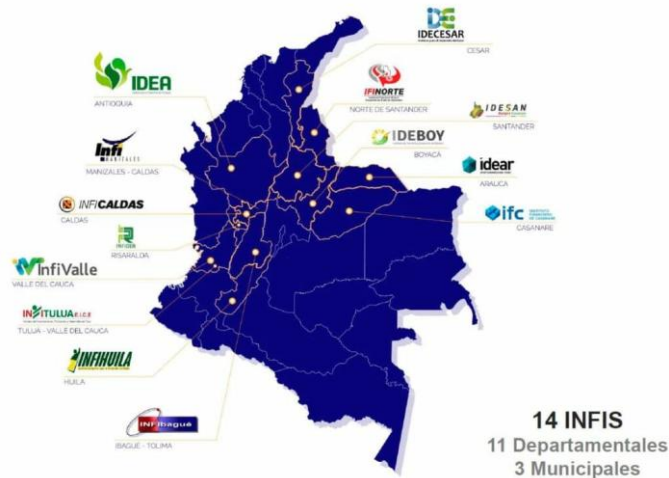 IDECESAR
CESAR
IDEA
ANTIOQUIA
IFINORTE
NORTE DE SANTANDER
IDESAN
SANTANDER
Infi
MANIZALES
MANIZALES - CALDAS
IDEBOY
BOYACÁ
idear
ARAUCA
INFICALDAS
CALDAS
ifc
CASANARE
INFIDER
RISARALDA
InfiValle
VALLE DEL CAUCA
INFITULUA E.I.C.E
TULUA - VALLE DEL CAUCA
INFIHUILA
HUILA
INFIbagué
IBAGUÉ - TOLIMA
14 INFIS
11 Departamentales
3 Municipales